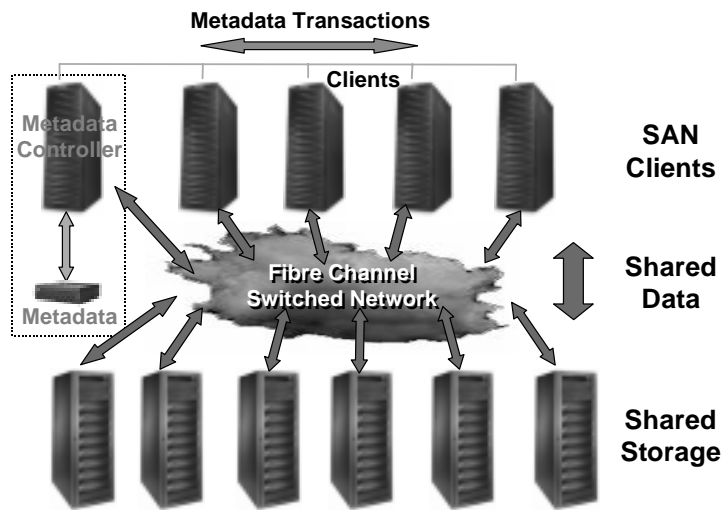 Metadata Transactions
Clients
Metadata
Controller
SAN
Clients
Fibre Channel
Switched Network
Shared
Data
Metadata
Shared
Storage